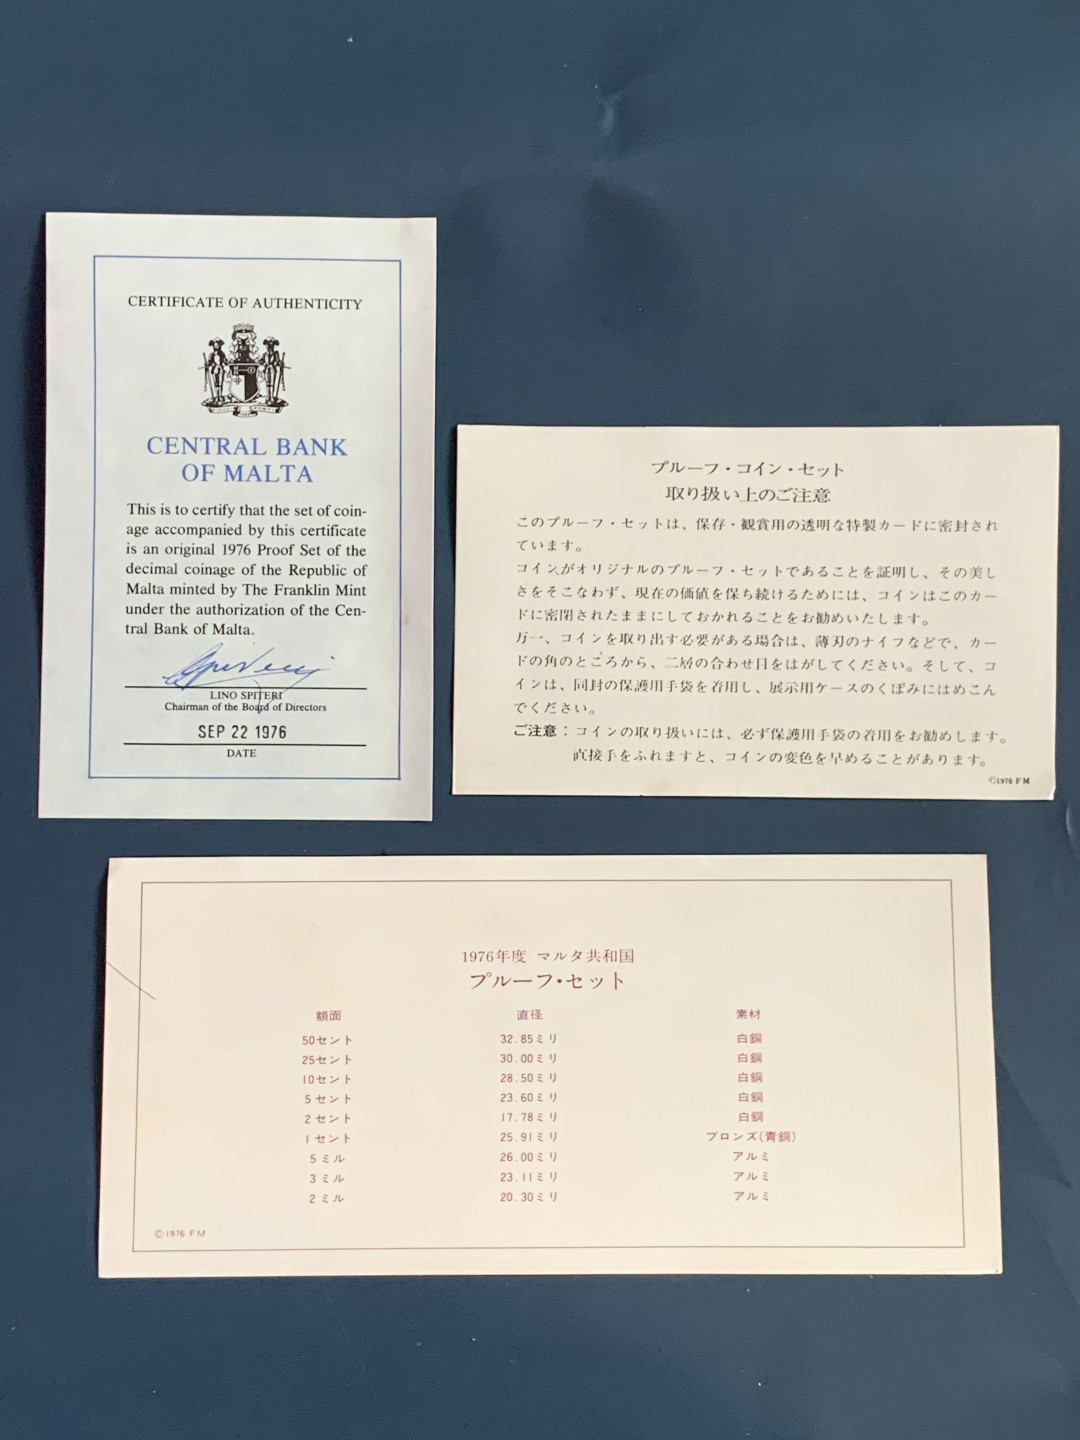 CERTIFICATE OF AUTHENTICITY
CENTRAL BANK
OF MALTA
This is to certify that the set of coin-
age accompanied by this certificate
is an original 1976 Proof Set of the
decimal coinage of the Republic of
Malta minted by The Franklin Mint
under the authorization of the Cen-
tral Bank of Malta.
LINO SPITERI
Chairman of the Board of Directors
SEP 22 1976
DATE
プルーフ・コイン・セット
取り扱い上のご注意
このプルーフ・セットは、保存・観賞用の透明な特製カードに密封され
ています。
コインがオリジナルのプルーフ・セットであることを証明し、その美し
さをそこなわず、現在の価値を保ち続けるためには、コインはこのカー
ドに密閉されたままにしておかれることをお勧めいたします。
万一、コインを取り出す必要がある場合は、薄刃のナイフなどで、カー
ドの角のところから、二層の合わせ目をはがしてください。そして、コ
インは、同封の保護用手袋を着用し、展示用ケースのくぼみにはめこん
でください。
ご注意：コインの取り扱いには、必ず保護用手袋の着用をお勧めします。
直接手をふれますと、コインの変色を早めることがあります。
©1976 FM
1976年度 マルタ共和国
プルーフ・セット
額面 直径 素材
50セント 32.85ミリ 白銅
25セント 30.00ミリ 白銅
10セント 28.50ミリ 白銅
5セント 23.60ミリ 白銅
2セント 17.78ミリ 白銅
1セント 25.91ミリ ブロンズ(青銅)
5ミル 26.00ミリ アルミ
3ミル 23.11ミリ アルミ
2ミル 20.30ミリ アルミ
©1976 FM